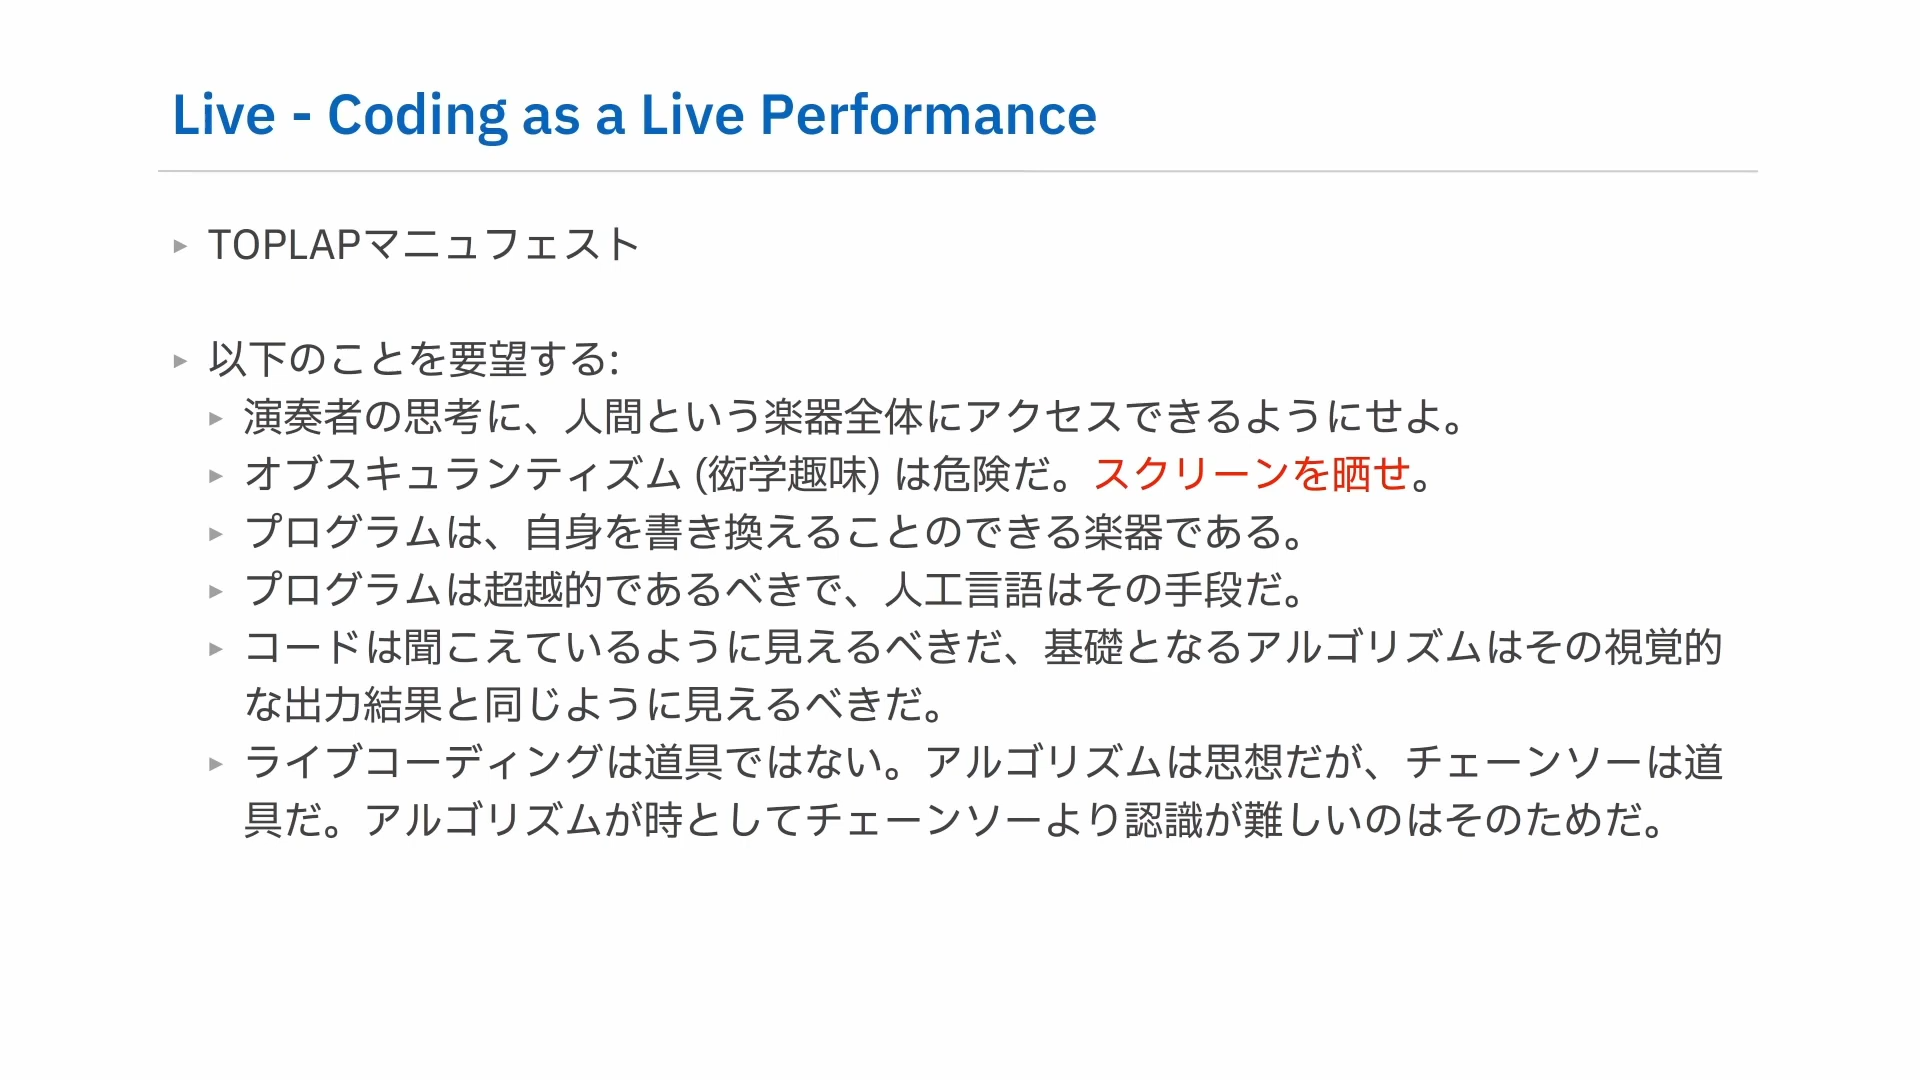 Live - Coding as a Live Performance
TOPLAPマニュフェスト
以下のことを要望する:
演奏者の思考に、人間という楽器全体にアクセスできるようにせよ。
オブスキュランティズム (衒学趣味) は危険だ。スクリーンを晒せ。
プログラムは、自身を書き換えることのできる楽器である。
プログラムは超越的であるべきで、人工言語はその手段だ。
コードは聞こえているように見えるべきだ、基礎となるアルゴリズムはその視覚的
な出力結果と同じように見えるべきだ。
ライブコーディングは道具ではない。アルゴリズムは思想だが、チェーンソーは道
具だ。アルゴリズムが時としてチェーンソーより認識が難しいのはそのためだ。